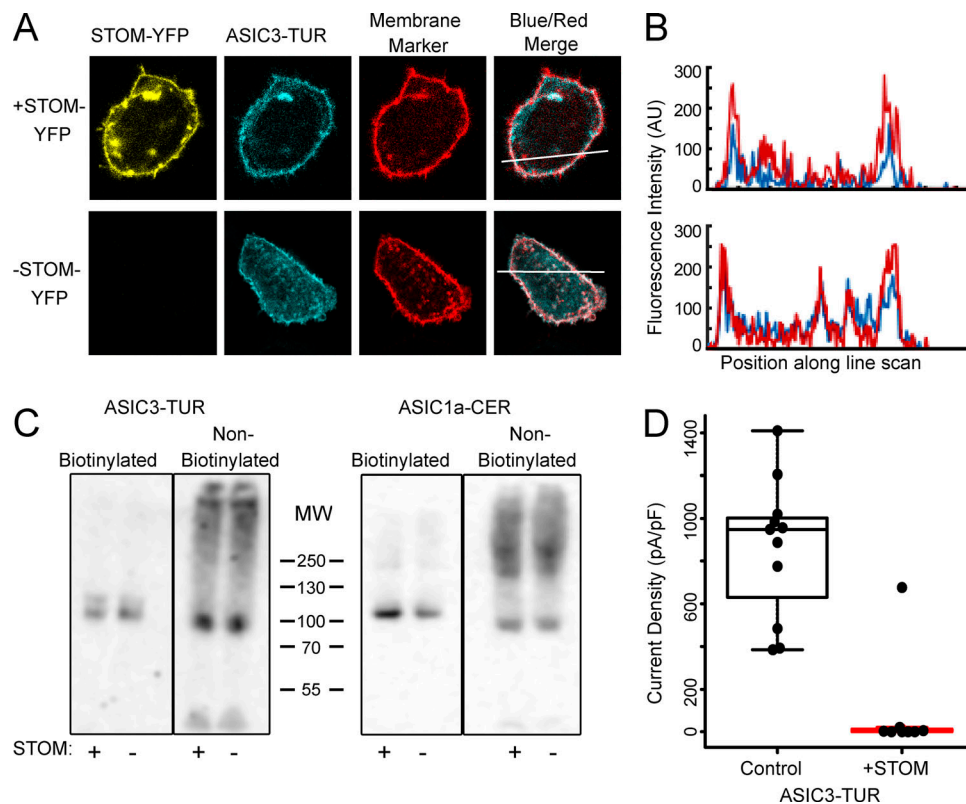 A
STOM-YFP
ASIC3-TUR
Membrane
Marker
Blue/Red
Merge
+STOM-
YFP
-STOM-
YFP
B
Fluorescence Intensity (AU)
300
200
100
0
300
200
100
0
Position along line scan
C
ASIC3-TUR
Biotinylated
Non-
Biotinylated
MW
250
130
100
70
55
ASIC1a-CER
Biotinylated
Non-
Biotinylated
STOM:
+ - + - + - + -
D
Current Density (pA/pF)
1400
1000
600
200
0
Control
+STOM
ASIC3-TUR